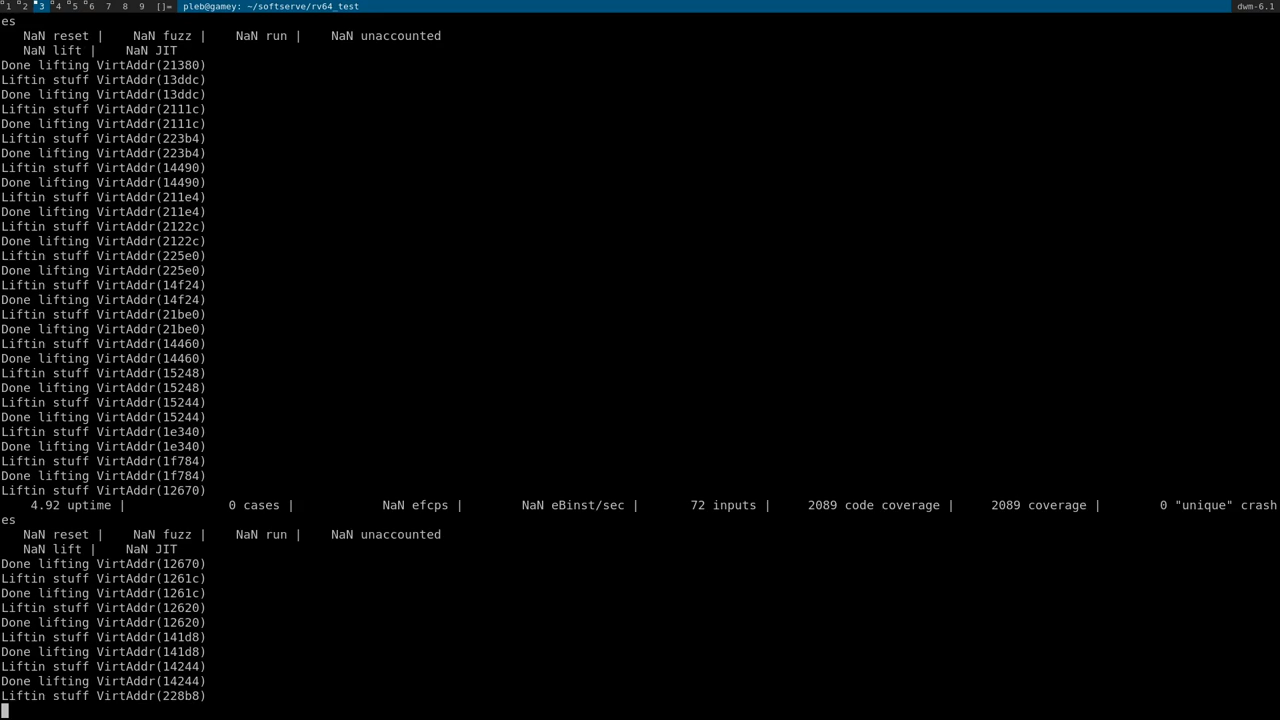 1 2 3 4 5 6 7 8 9 []= pleb@gamey: ~/softserve/rv64_test dwm-6.1
es
NaN reset | NaN fuzz | NaN run | NaN unaccounted
NaN lift | NaN JIT
Done lifting VirtAddr(21380)
Liftin stuff VirtAddr(13ddc)
Done lifting VirtAddr(13ddc)
Liftin stuff VirtAddr(2111c)
Done lifting VirtAddr(2111c)
Liftin stuff VirtAddr(223b4)
Done lifting VirtAddr(223b4)
Liftin stuff VirtAddr(14490)
Done lifting VirtAddr(14490)
Liftin stuff VirtAddr(211e4)
Done lifting VirtAddr(211e4)
Liftin stuff VirtAddr(2122c)
Done lifting VirtAddr(2122c)
Liftin stuff VirtAddr(225e0)
Done lifting VirtAddr(225e0)
Liftin stuff VirtAddr(14f24)
Done lifting VirtAddr(14f24)
Liftin stuff VirtAddr(21be0)
Done lifting VirtAddr(21be0)
Liftin stuff VirtAddr(14460)
Done lifting VirtAddr(14460)
Liftin stuff VirtAddr(15248)
Done lifting VirtAddr(15248)
Liftin stuff VirtAddr(15244)
Done lifting VirtAddr(15244)
Liftin stuff VirtAddr(1e340)
Done lifting VirtAddr(1e340)
Liftin stuff VirtAddr(1f784)
Done lifting VirtAddr(1f784)
Liftin stuff VirtAddr(12670)
4.92 uptime | 0 cases | NaN efcps | NaN eBinst/sec | 72 inputs | 2089 code coverage | 2089 coverage | 0 "unique" crash
es
NaN reset | NaN fuzz | NaN run | NaN unaccounted
NaN lift | NaN JIT
Done lifting VirtAddr(12670)
Liftin stuff VirtAddr(1261c)
Done lifting VirtAddr(1261c)
Liftin stuff VirtAddr(12620)
Done lifting VirtAddr(12620)
Liftin stuff VirtAddr(141d8)
Done lifting VirtAddr(141d8)
Liftin stuff VirtAddr(14244)
Done lifting VirtAddr(14244)
Liftin stuff VirtAddr(228b8)